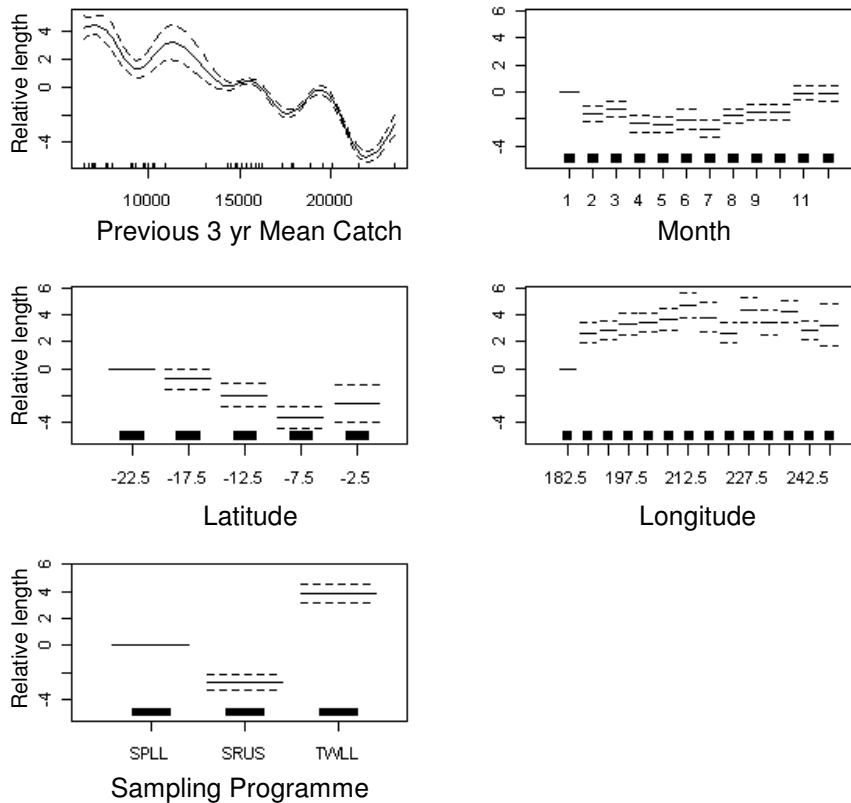 Relative length
4
2
0
-4
10000 15000 20000
Previous 3 yr Mean Catch
6
4
2
0
-4
1 2 3 4 5 6 7 8 9 11
Month
Relative length
6
4
2
0
-4
-22.5 -17.5 -12.5 -7.5 -2.5
Latitude
6
4
2
0
-4
182.5 197.5 212.5 227.5 242.5
Longitude
Relative length
6
4
2
0
-4
SPLL SRUS TWLL
Sampling Programme